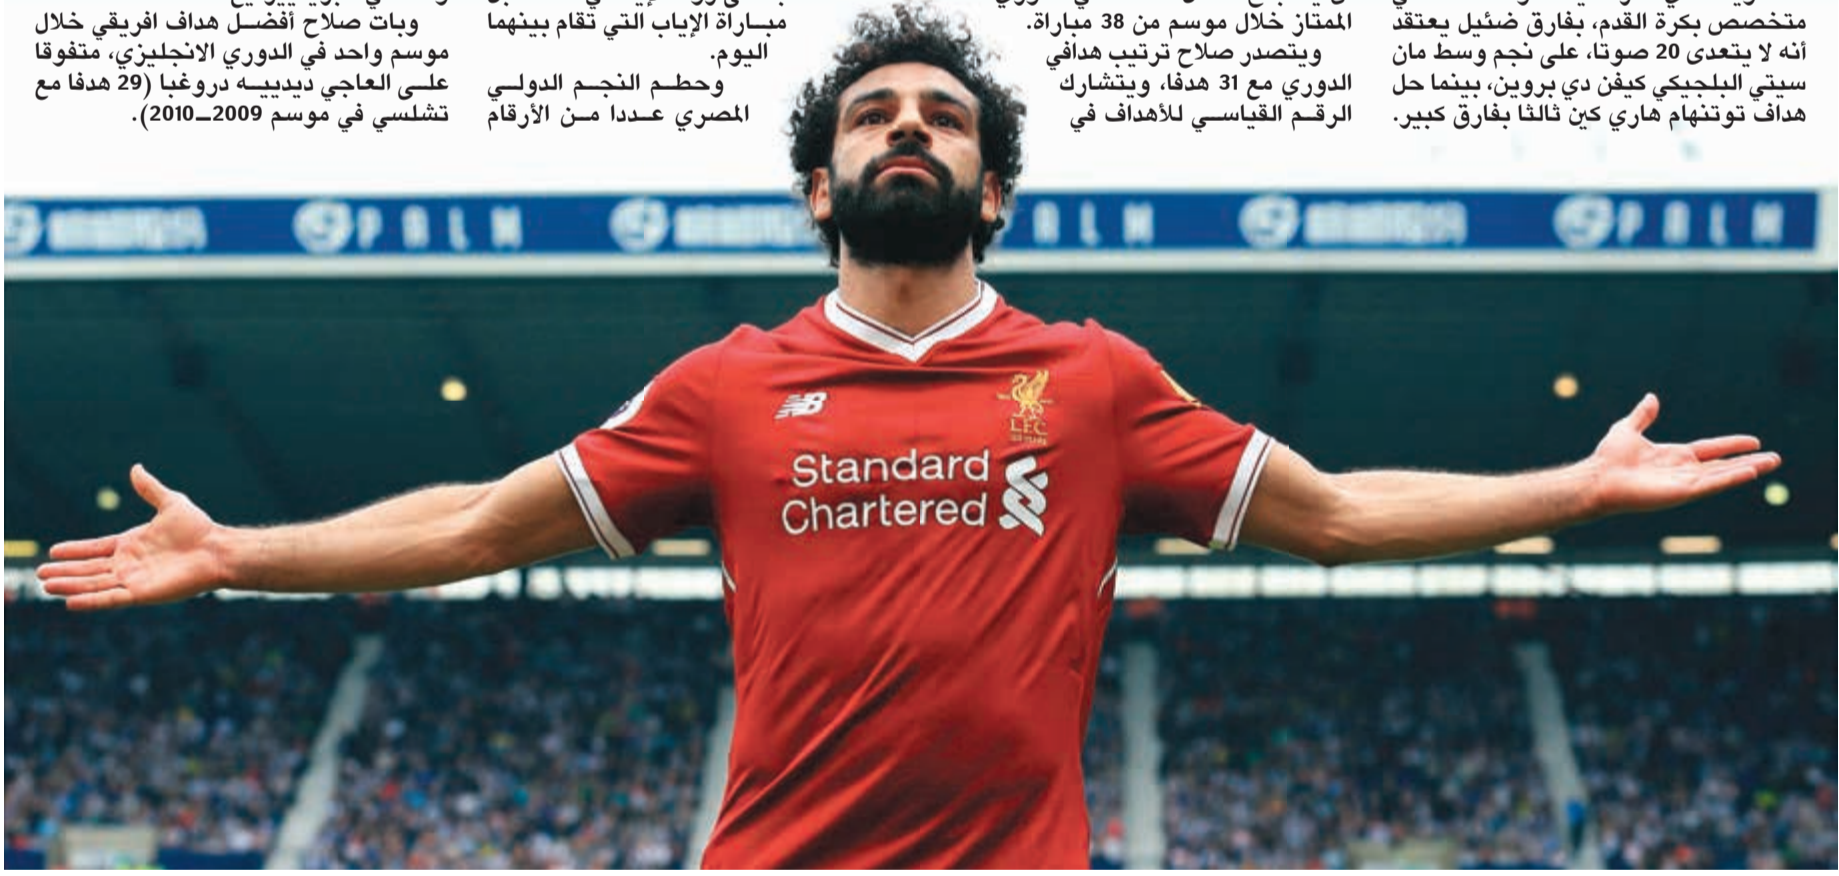 متخصص بكرة القدم، بفارق ضئيل يعتقد
أنه لا يتعدى 20 صوتا، على نجم وسط مان
سيتي البلجيكي كيفن دي بروين، بينما حل
هداف توتنهام هاري كين ثالثا بفارق كبير.
الممتاز خلال موسم من 38 مباراة.
ويتصدر صلاح ترتيب هدافي
الدوري مع 31 هدفا، ويتشارك
الرقم القياسي للأهداف في
مباراة الإياب التي تقام بينهما
اليوم.
وحطم النجم الدولي
المصري عددا من الأرقام
وبات صلاح أفضل هداف افريقي خلال
موسم واحد في الدوري الانجليزي، متفوقا
على العاجي ديدييه دروغبا (29 هدفا مع
تشلسي في موسم 2009ــ2010).
PALM
PALM
NB
L.F.C.
Standard
Chartered